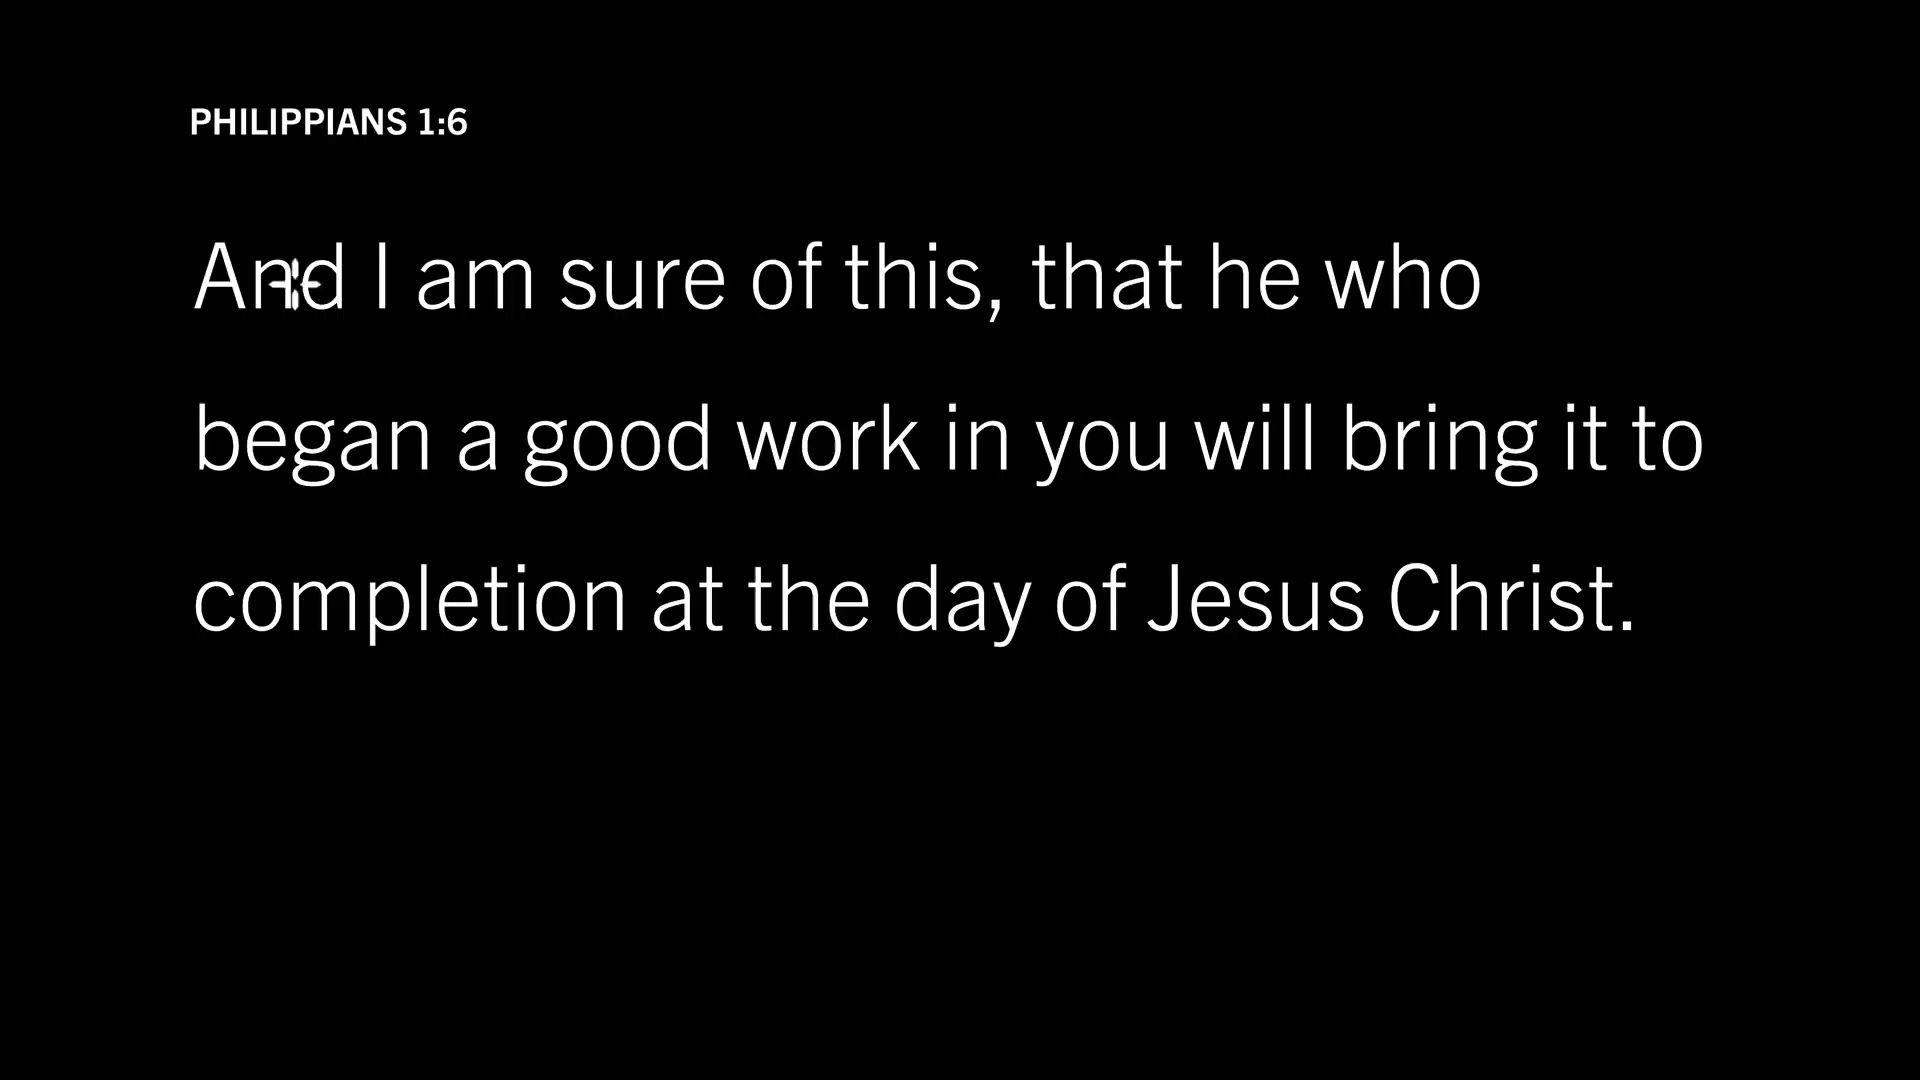 PHILIPPIANS 1:6
And I am sure of this, that he who
began a good work in you will bring it to
completion at the day of Jesus Christ.